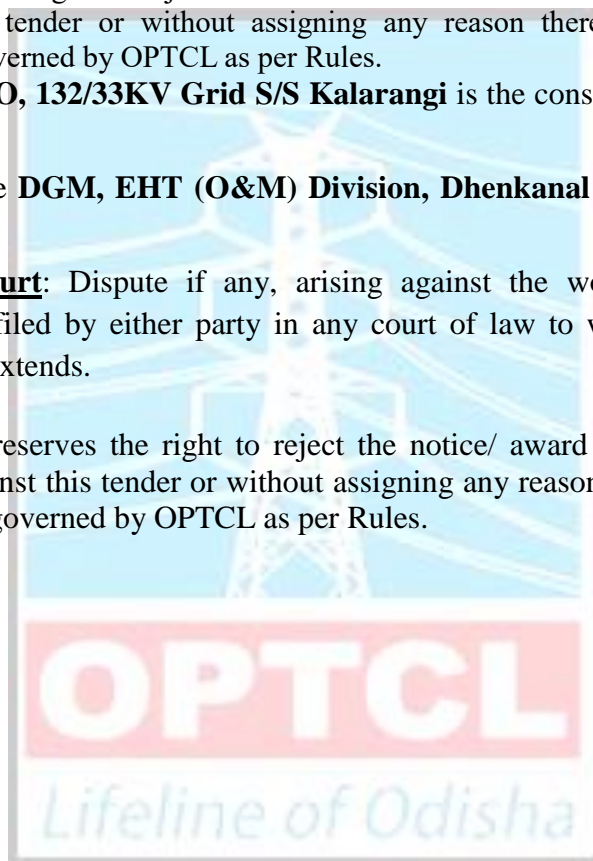 tender or without assigning any reason there
verned by OPTCL as per Rules.
O, 132/33KV Grid S/S Kalarangi is the cons
e DGM, EHT (O&M) Division, Dhenkanal
urt: Dispute if any, arising against the wo
filed by either party in any court of law to w
xtends.
reserves the right to reject the notice/ award
nst this tender or without assigning any reason
governed by OPTCL as per Rules.
OPTCL
Lifeline of Odisha